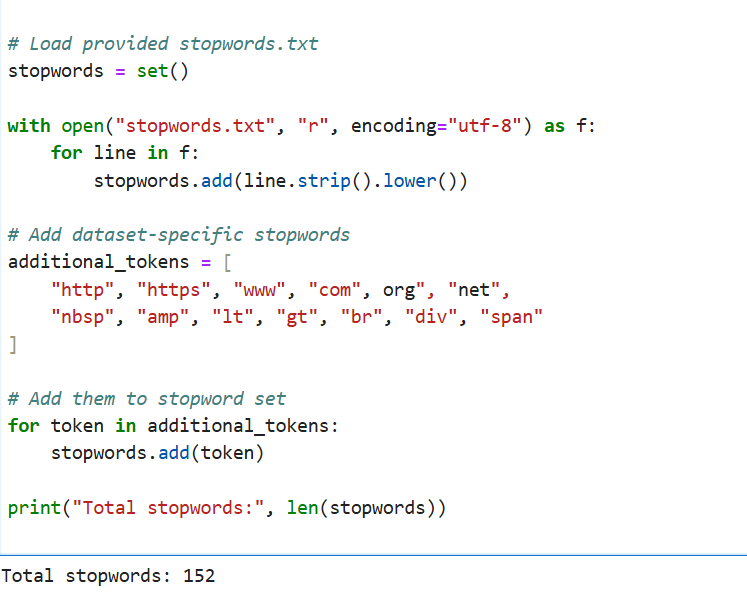 # Load provided stopwords.txt
stopwords = set()
with open("stopwords.txt", "r", encoding="utf-8") as f:
    for line in f:
        stopwords.add(line.strip().lower())
# Add dataset-specific stopwords
additional_tokens = [
    "http", "https", "www", "com", org", "net",
    "nbsp", "amp", "lt", "gt", "br", "div", "span"
]
# Add them to stopword set
for token in additional_tokens:
    stopwords.add(token)
print("Total stopwords:", len(stopwords))
Total stopwords: 152